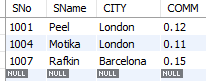 SNo SName CITY COMM
1001 Peel London 0.12
1004 Motika London 0.11
1007 Rafkin Barcelona 0.15
NULL NULL NULL NULL